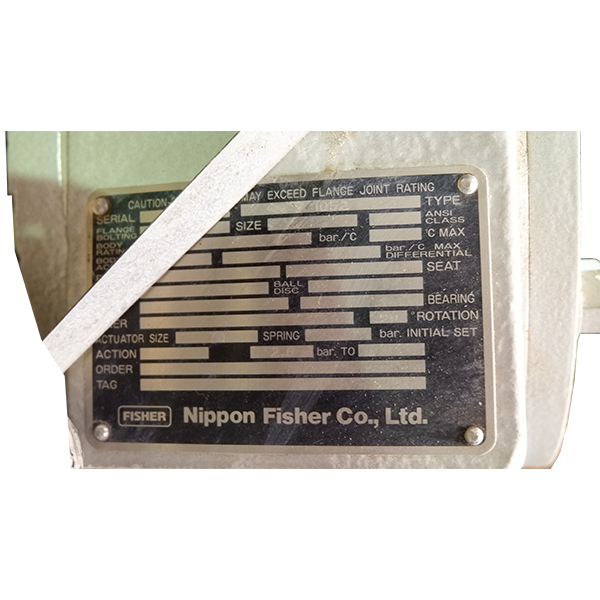 CAUTION MAY EXCEED FLANGE JOINT RATING
SERIAL 1052 TYPE
FLANGE BOLTING SIZE ANSI CLASS
BODY RATING bar./°C °C MAX
BODY bar./°C MAX DIFFERENTIAL
SEAT
BALL DISC
BEARING
ROTATION
ACTUATOR SIZE SPRING bar. INITIAL SET
ACTION bar. TO
ORDER
TAG
FISHER Nippon Fisher Co., Ltd.